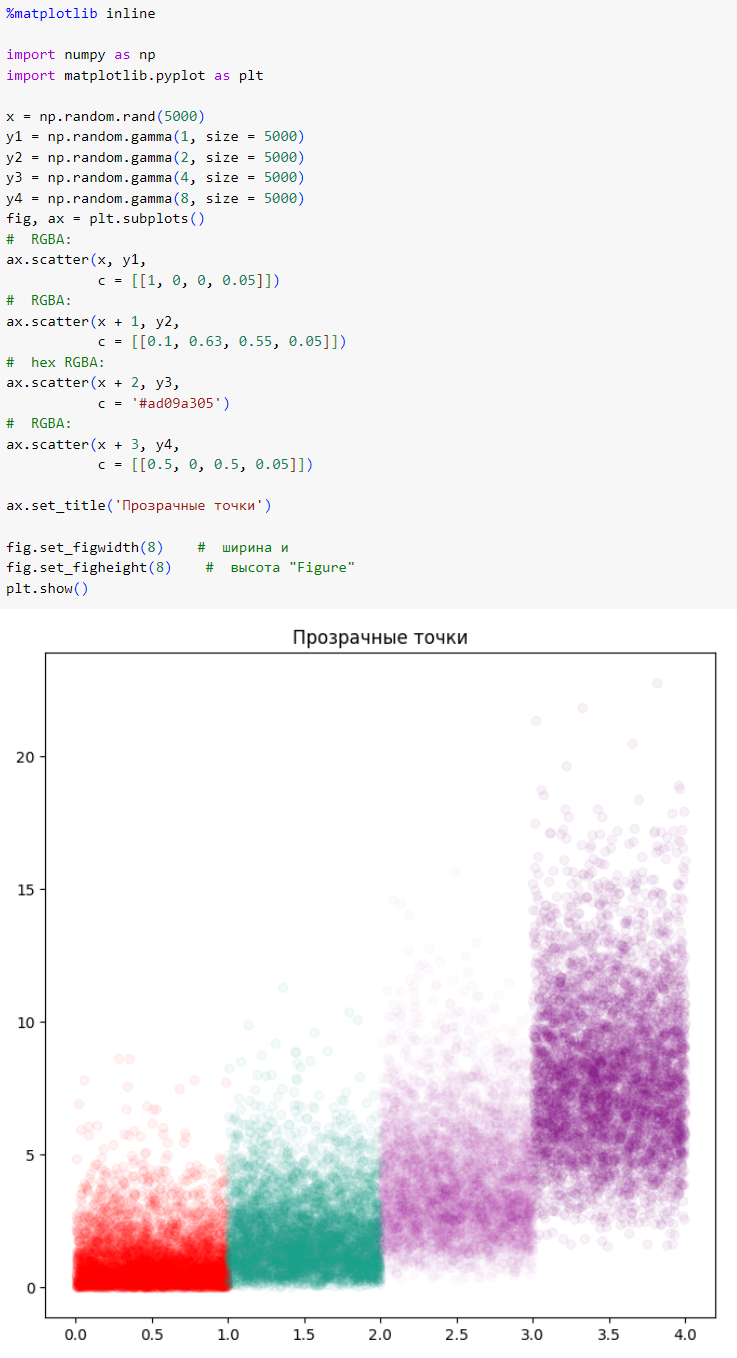 %matplotlib inline

import numpy as np
import matplotlib.pyplot as plt

x = np.random.rand(5000)
y1 = np.random.gamma(1, size = 5000)
y2 = np.random.gamma(2, size = 5000)
y3 = np.random.gamma(4, size = 5000)
y4 = np.random.gamma(8, size = 5000)
fig, ax = plt.subplots()
#  RGBA:
ax.scatter(x, y1,
           c = [[1, 0, 0, 0.05]])
#  RGBA:
ax.scatter(x + 1, y2,
           c = [[0.1, 0.63, 0.55, 0.05]])
#  hex RGBA:
ax.scatter(x + 2, y3,
           c = '#ad09a305')
#  RGBA:
ax.scatter(x + 3, y4,
           c = [[0.5, 0, 0.5, 0.05]])

ax.set_title('Прозрачные точки')

fig.set_figwidth(8)    #  ширина и
fig.set_figheight(8)    #  высота "Figure"
plt.show()
Прозрачные точки
20
15
10
5
0
0.0 0.5 1.0 1.5 2.0 2.5 3.0 3.5 4.0